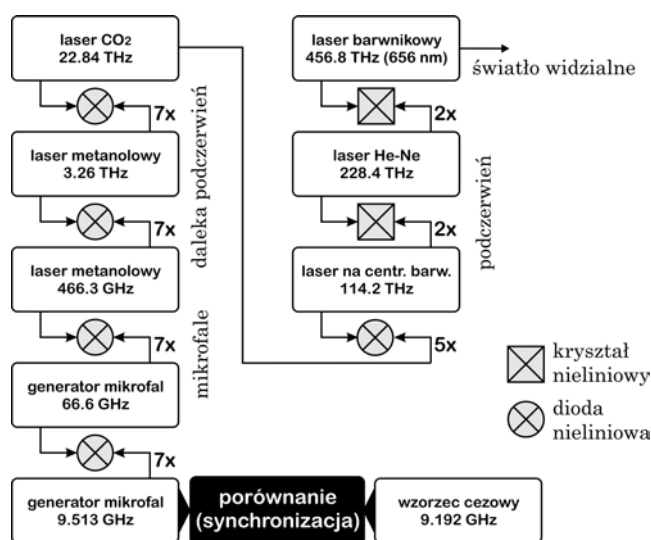 laser CO₂
22.84 THz
7x
laser metanolowy
3.26 THz
7x
laser metanolowy
466.3 GHz
7x
generator mikrofal
66.6 GHz
7x
generator mikrofal
9.513 GHz
daleka podczerwień
mikrofale
porównanie
(synchronizacja)
wzorzec cezowy
9.192 GHz
laser barwnikowy
456.8 THz (656 nm)
światło widzialne
2x
laser He-Ne
228.4 THz
2x
laser na centr. barw.
114.2 THz
5x
podczerwień
kryształ
nieliniowy
dioda
nieliniowa